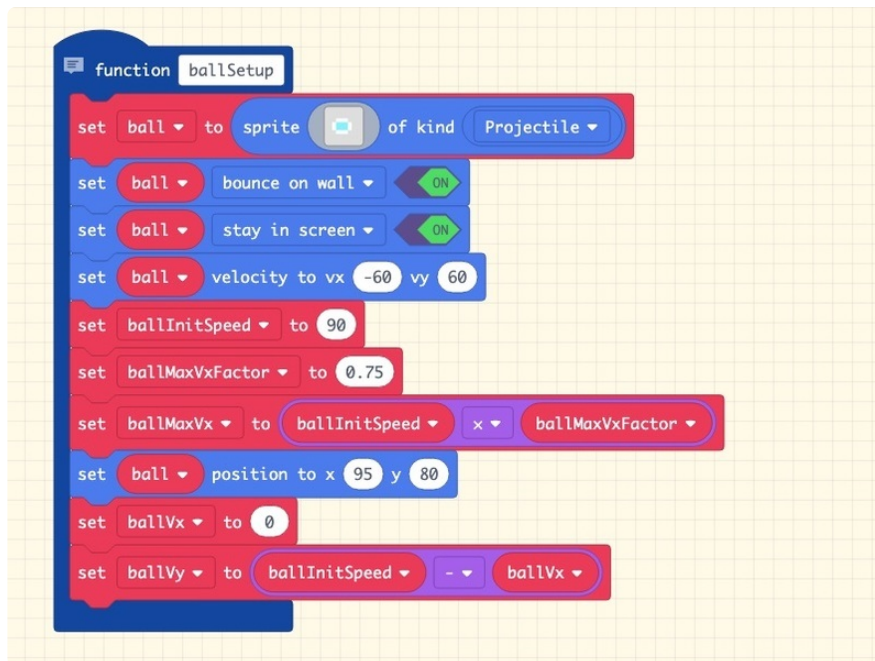 function ballSetup
set ball to sprite of kind Projectile
set ball bounce on wall ON
set ball stay in screen ON
set ball velocity to vx -60 vy 60
set ballInitSpeed to 90
set ballMaxVxFactor to 0.75
set ballMaxVx to ballInitSpeed x ballMaxVxFactor
set ball position to x 95 y 80
set ballVx to 0
set ballVy to ballInitSpeed - ballVx